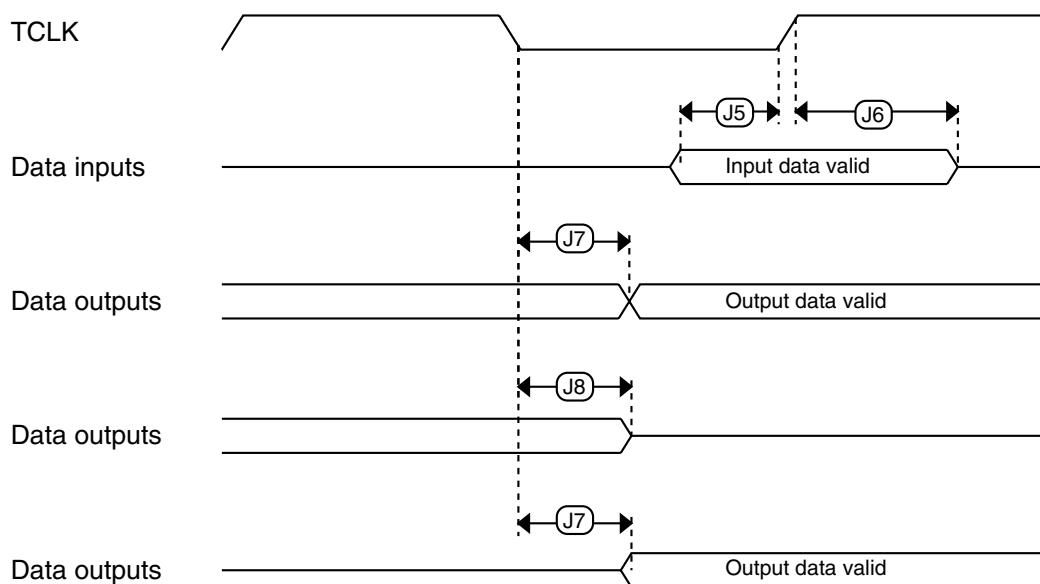 TCLK
J5
J6
Data inputs
Input data valid
J7
Data outputs
Output data valid
J8
Data outputs
J7
Data outputs
Output data valid